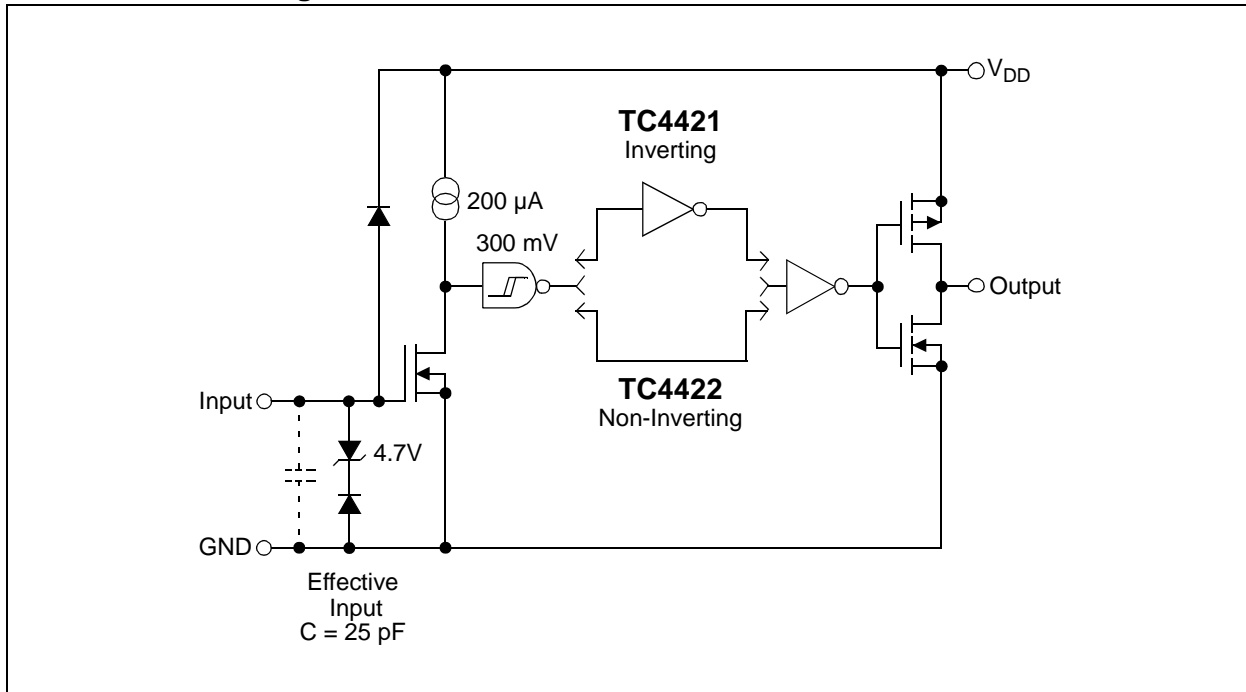 V_DD
TC4421
Inverting
200 µA
300 mV
Output
TC4422
Non-Inverting
Input
4.7V
GND
Effective
Input
C = 25 pF